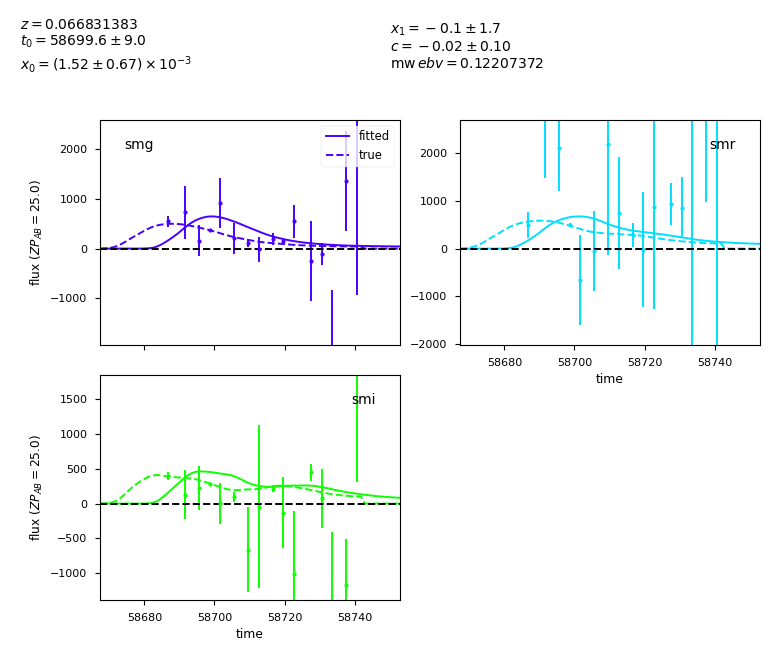 z = 0.066831383
t₀ = 58699.6 ± 9.0
x₀ = (1.52 ± 0.67) × 10⁻³
x₁ = −0.1 ± 1.7
c = −0.02 ± 0.10
mw ebv = 0.12207372
smg
fitted
true
2000
1000
0
−1000
flux (ZP_AB = 25.0)
smr
2000
1000
0
−1000
−2000
58680 58700 58720 58740
time
smi
1500
1000
500
0
−500
−1000
flux (ZP_AB = 25.0)
58680 58700 58720 58740
time